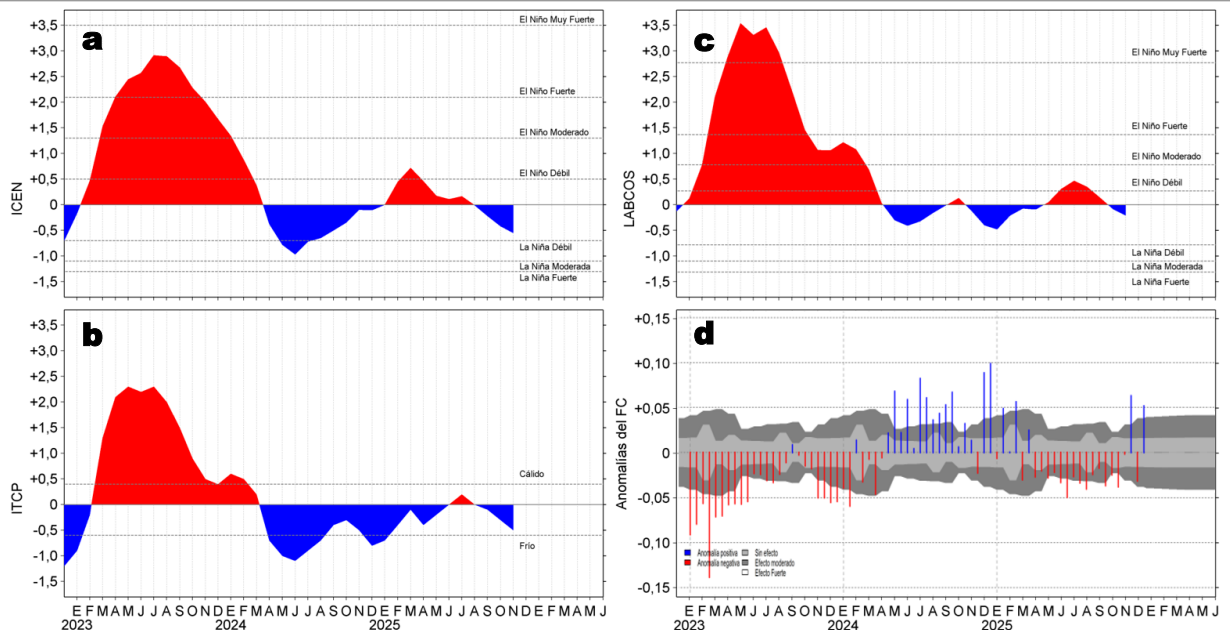 a
ICEN
+3,5
+3,0
+2,5
+2,0
+1,5
+1,0
+0,5
0
-0,5
-1,0
-1,5
El Niño Muy Fuerte
El Niño Fuerte
El Niño Moderado
El Niño Débil
La Niña Débil
La Niña Moderada
La Niña Fuerte
c
LABCOS
+3,5
+3,0
+2,5
+2,0
+1,5
+1,0
+0,5
0
-0,5
-1,0
-1,5
El Niño Muy Fuerte
El Niño Fuerte
El Niño Moderado
El Niño Débil
La Niña Débil
La Niña Moderada
La Niña Fuerte
b
ITCP
+3,5
+3,0
+2,5
+2,0
+1,5
+1,0
+0,5
0
-0,5
-1,0
-1,5
Cálido
Frío
E F M A M J J A S O N D E F M A M J J A S O N D E F M A M J J A S O N D E F M A M J J
2023 2024 2025
d
Anomalías del FC
+0,15
+0,10
+0,05
0
-0,05
-0,10
-0,15
Anomalía positiva Sin efecto
Anomalía negativa Efecto moderado
Efecto Fuerte
E F M A M J J A S O N D E F M A M J J A S O N D E F M A M J J A S O N D E F M A M J J
2023 2024 2025